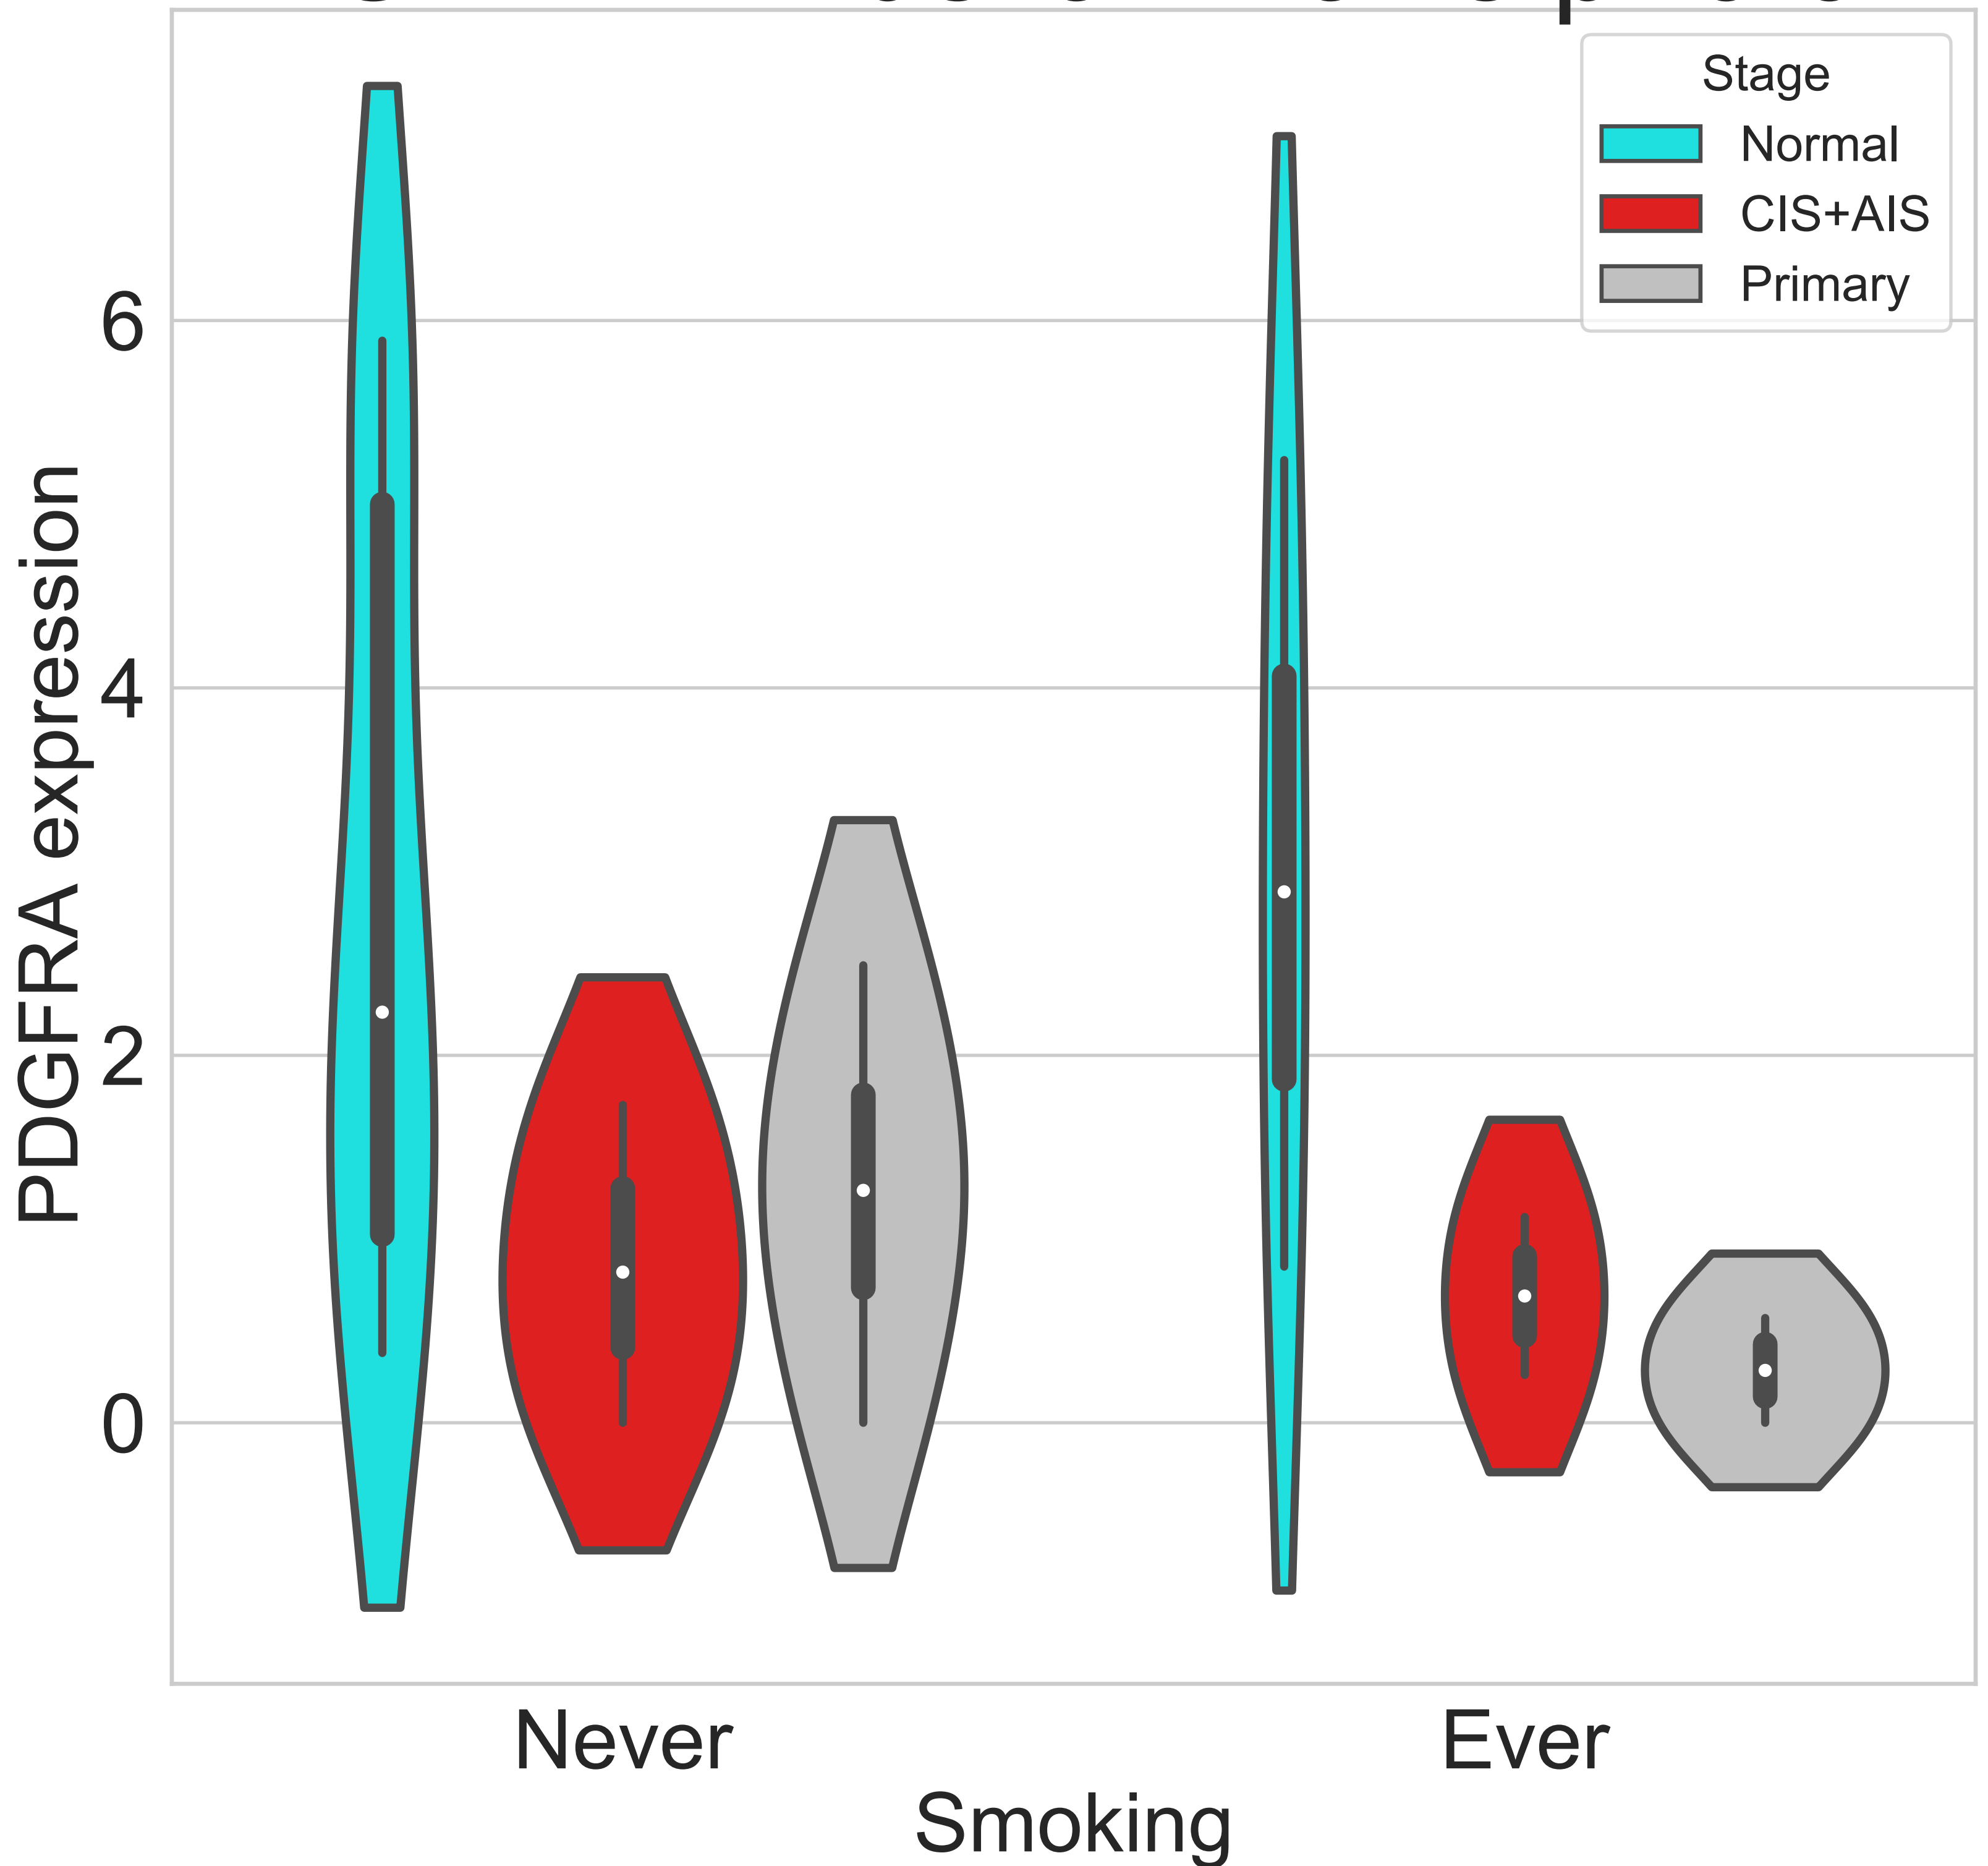 Stage
Normal
CIS+AIS
Primary
PDGFRA expression
6
4
2
0
Never
Ever
Smoking